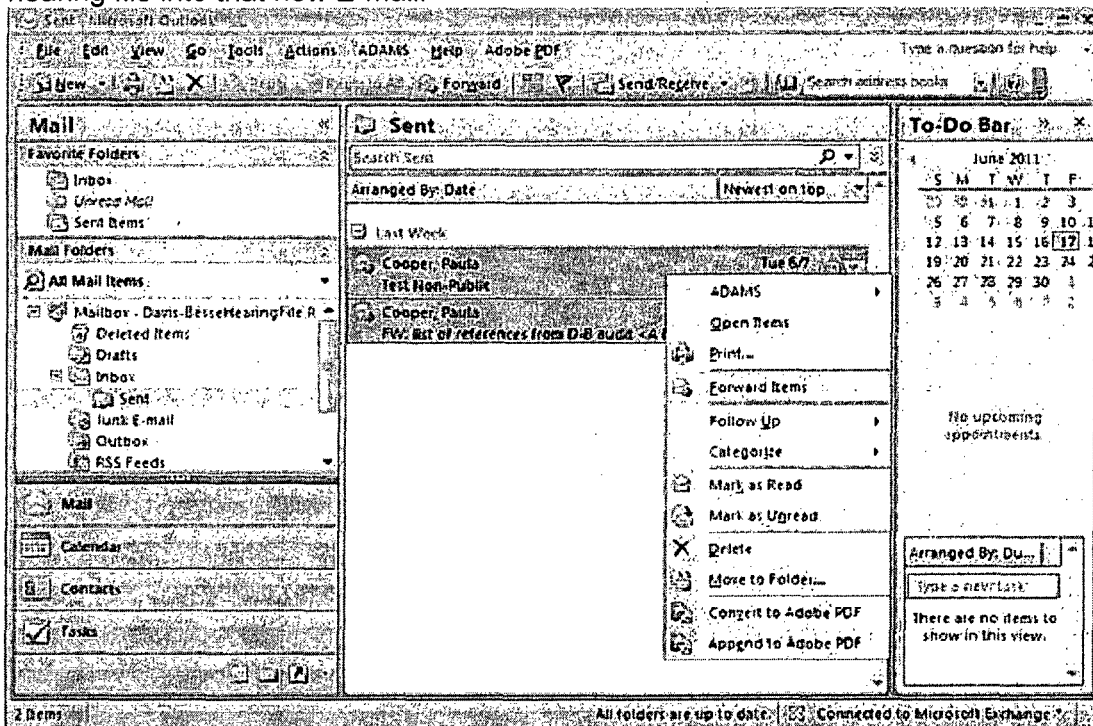 Sent - Microsoft Outlook
File Edit View Go Tools Actions ADAMS Help Adobe PDF Type a question for help
New Forward Send/Receive Search address books
Mail
Favorite Folders
Inbox
Unread Mail
Sent Items
Mail Folders
All Mail Items
Mailbox - Davis-BesseHearingFile R
Deleted Items
Drafts
Inbox
Sent
Junk E-mail
Outbox
RSS Feeds
Mail
Calendar
Contacts
Tasks
2 Items
Sent
Search Sent
Arranged By: Date Newest on top
Last Week
Cooper, Paula Tue 6/7
Test Non-Public
Cooper, Paula
FW: list of references from D-B audit
ADAMS
Open Items
Print...
Forward Items
Follow Up
Categorize
Mark as Read
Mark as Unread
Delete
Move to Folder...
Convert to Adobe PDF
Append to Adobe PDF
To-Do Bar
June 2011
S M T W T F
31 1 2 3
5 6 7 8 9 10 1
12 13 14 15 16 17 1
19 20 21 22 23 24 2
26 27 28 29 30 1
No upcoming
appointments.
Arranged By: Du...
Type a new task
There are no items to
show in this view.
All folders are up to date. Connected to Microsoft Exchange